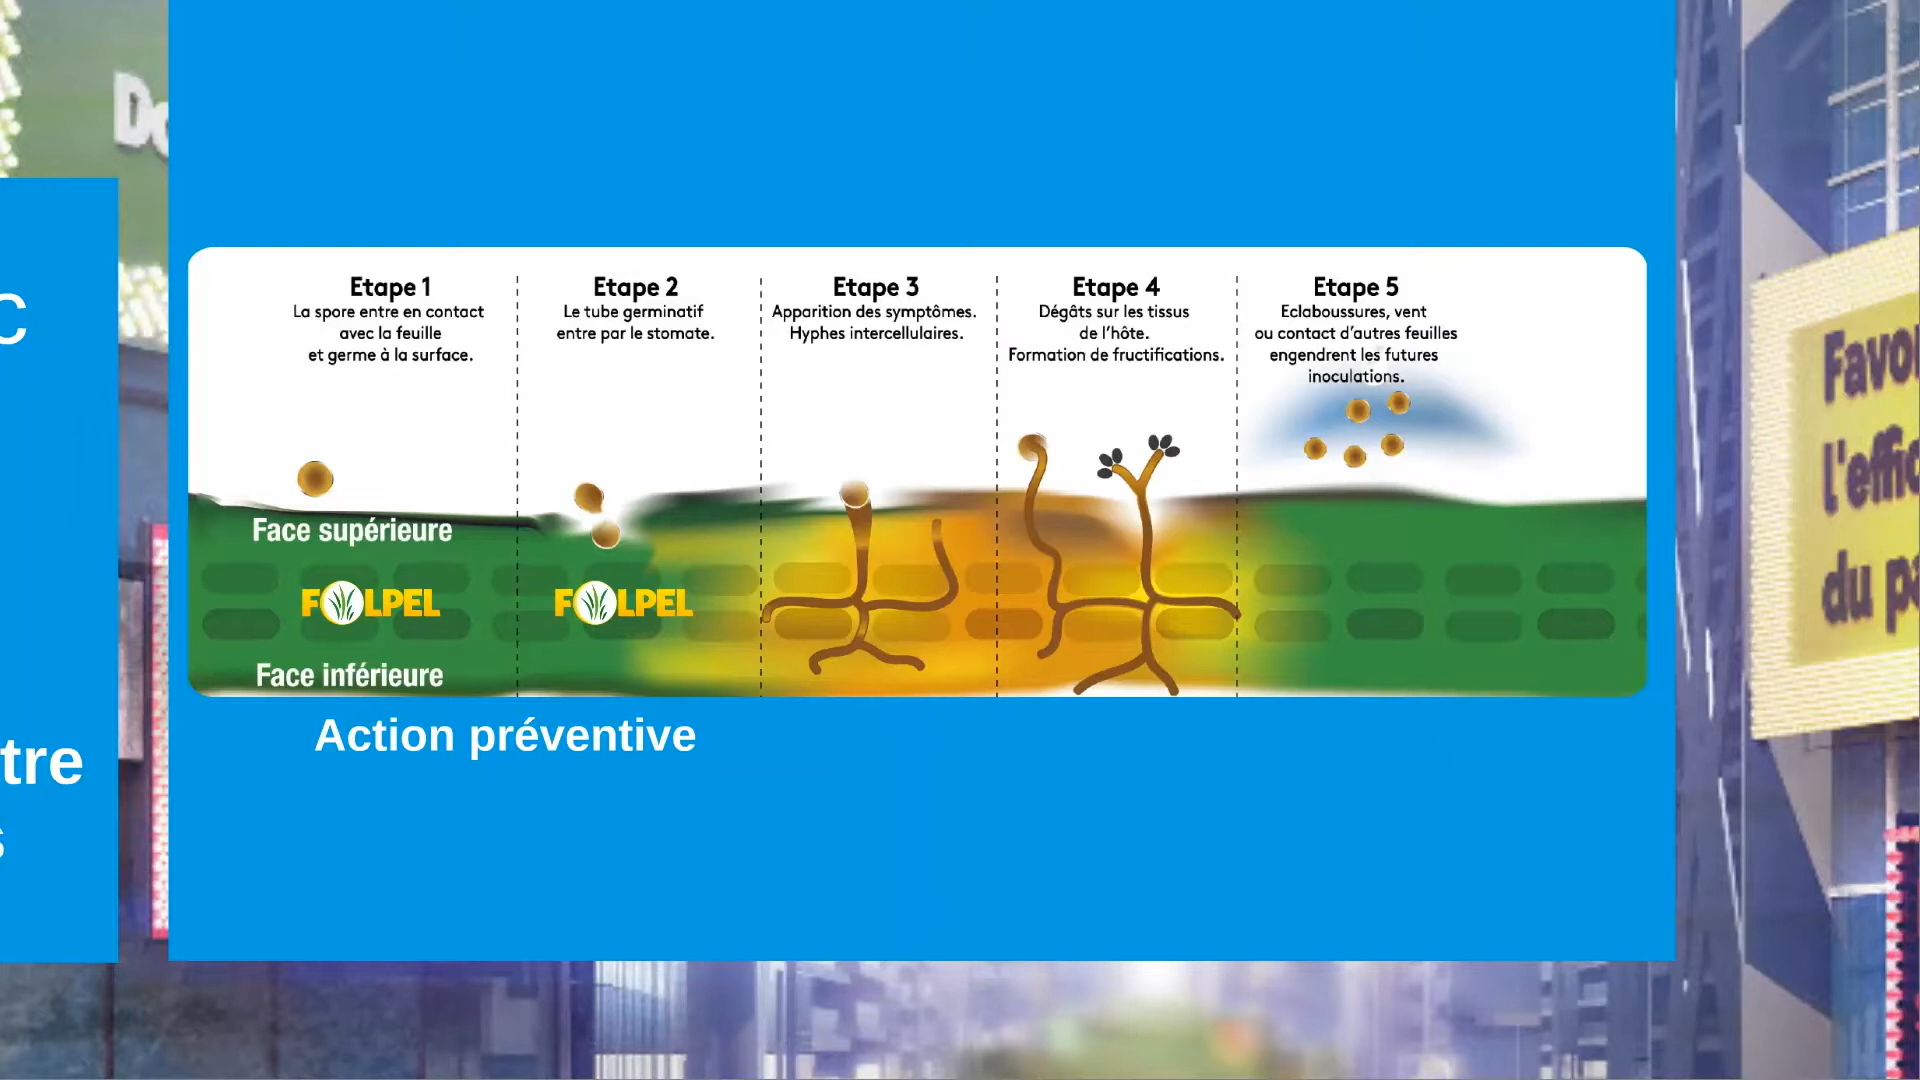 Etape 1
La spore entre en contact
avec la feuille
et germe à la surface.
Etape 2
Le tube germinatif
entre par le stomate.
Etape 3
Apparition des symptômes.
Hyphes intercellulaires.
Etape 4
Dégâts sur les tissus
de l'hôte.
Formation de fructifications.
Etape 5
Eclaboussures, vent
ou contact d'autres feuilles
engendrent les futures
inoculations.
Face supérieure
FOLPEL
FOLPEL
Face inférieure
Action préventive
tre
du